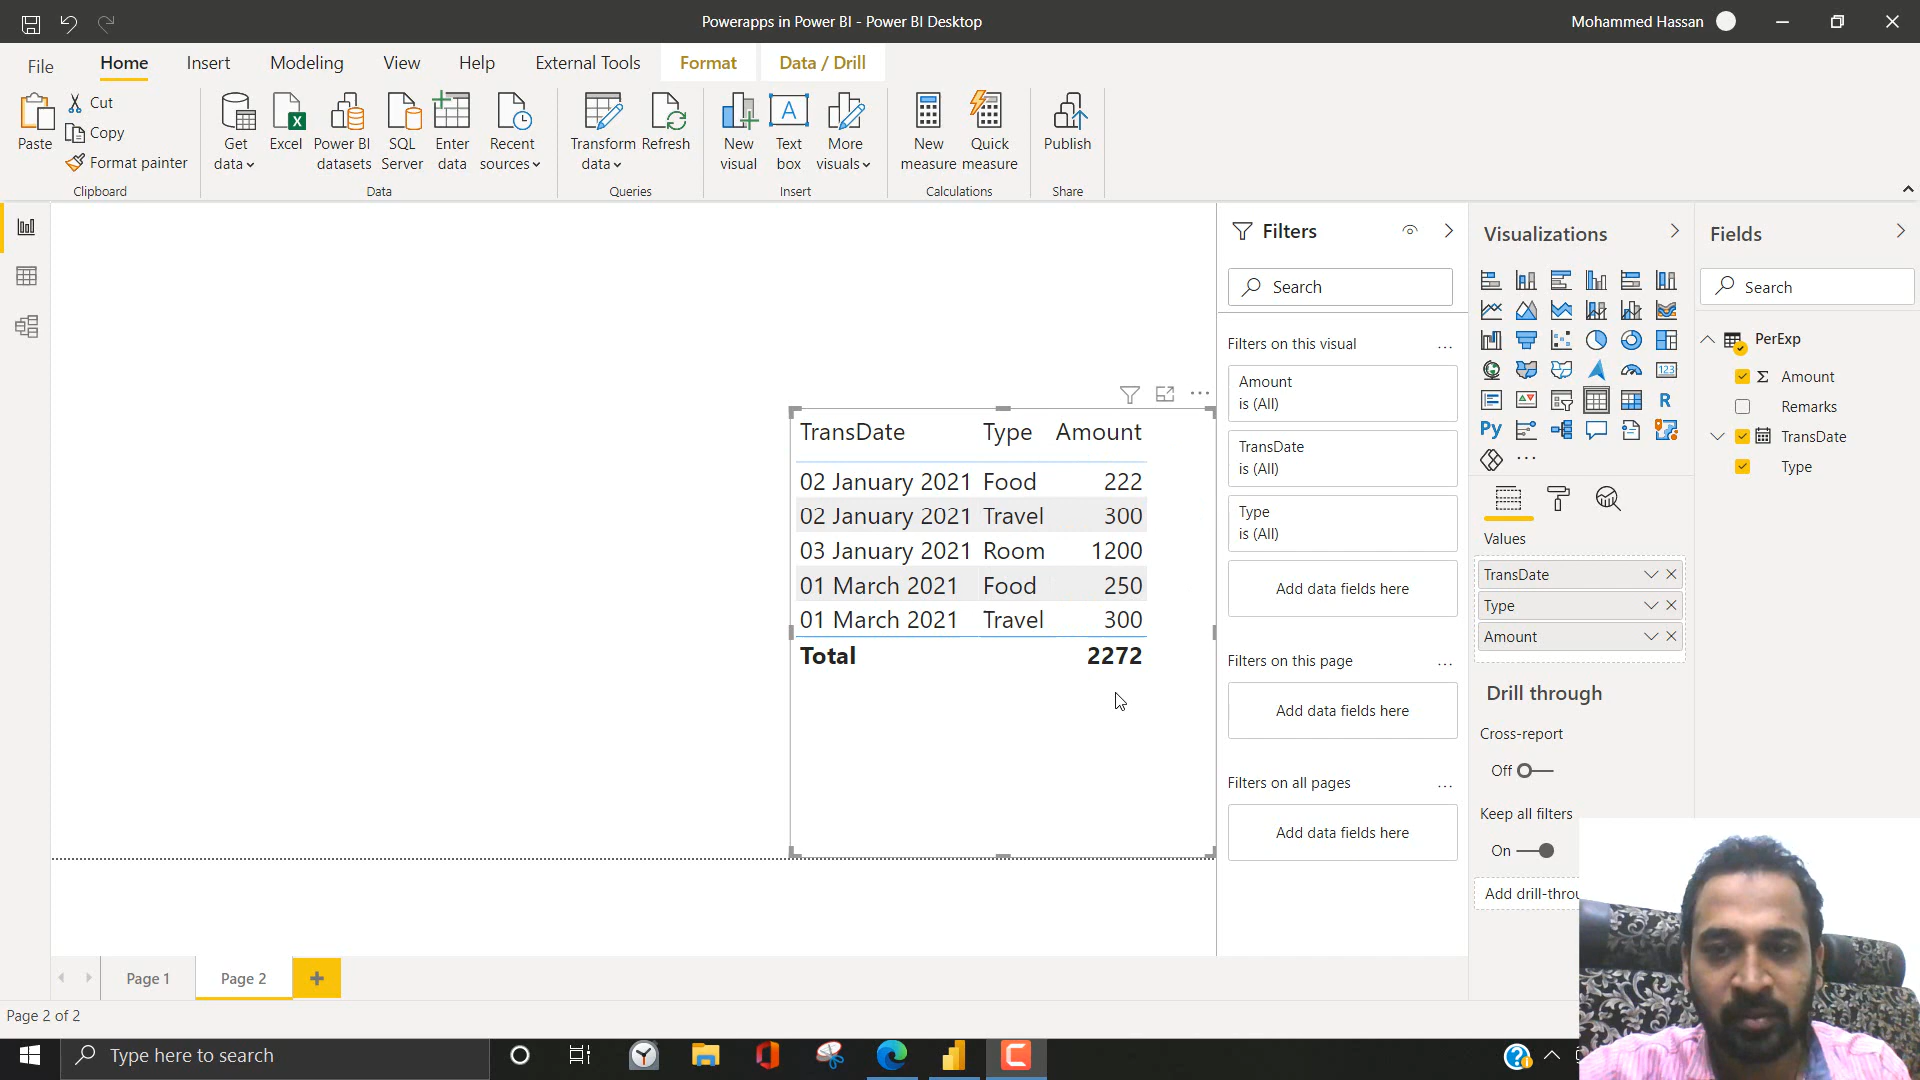 Powerapps in Power BI - Power BI Desktop
Mohammed Hassan
File Home Insert Modeling View Help External Tools Format Data / Drill
Paste
Cut
Copy
Format painter
Clipboard
Get data
Excel
Power BI datasets
SQL Server
Enter data
Recent sources
Data
Transform data
Refresh
Queries
New visual
Text box
More visuals
Insert
New measure
Quick measure
Calculations
Publish
Share
TransDate Type Amount
02 January 2021 Food 222
02 January 2021 Travel 300
03 January 2021 Room 1200
01 March 2021 Food 250
01 March 2021 Travel 300
Total 2272
Filters
Search
Filters on this visual ...
Amount
is (All)
TransDate
is (All)
Type
is (All)
Add data fields here
Filters on this page ...
Add data fields here
Filters on all pages ...
Add data fields here
Visualizations
123
R
Py
...
Values
TransDate
Type
Amount
Drill through
Cross-report
Off
Keep all filters
On
Add drill-throu
Fields
Search
PerExp
Σ Amount
Remarks
TransDate
Type
Page 1
Page 2
+
Page 2 of 2
Type here to search